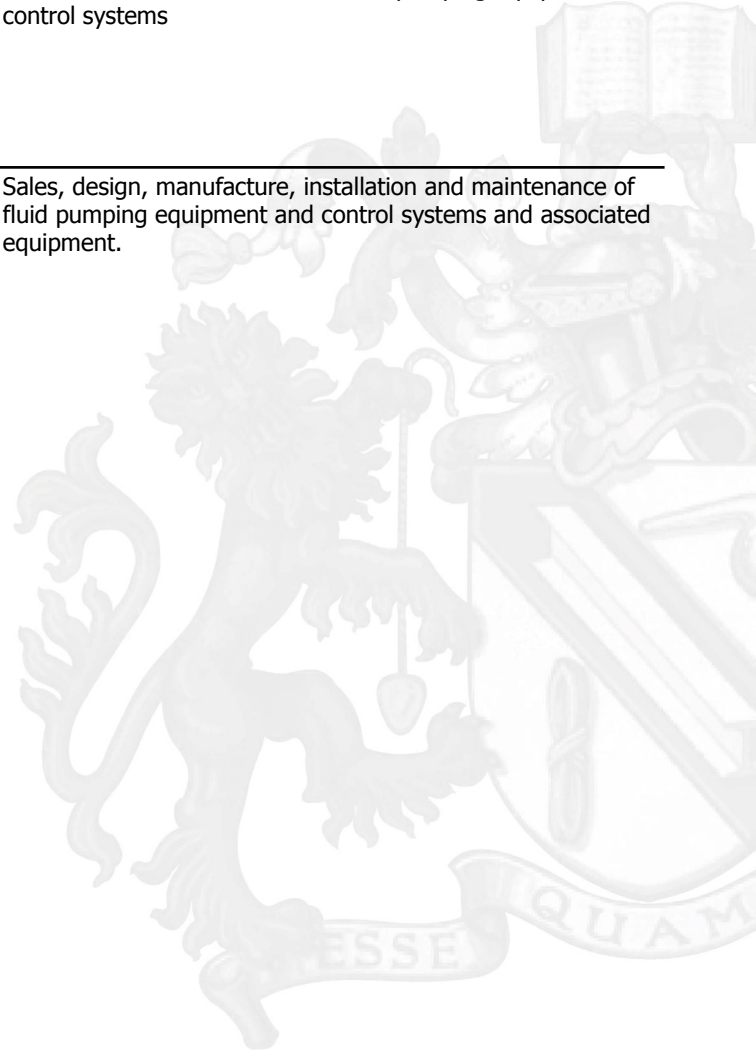 control systems
Sales, design, manufacture, installation and maintenance of
fluid pumping equipment and control systems and associated
equipment.
ESSE
QUAM